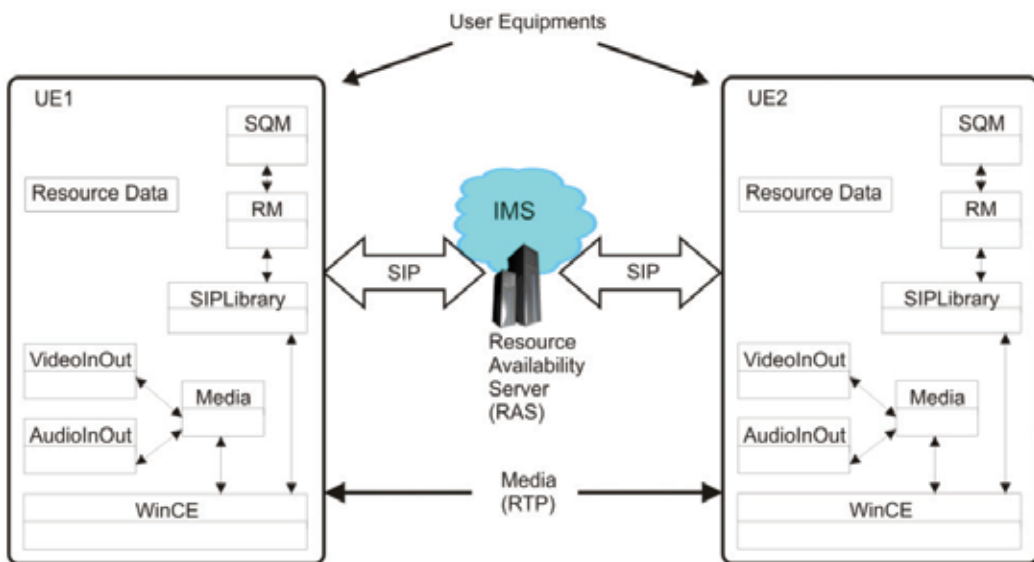 User Equipments
UE1
SQM
Resource Data
RM
SIPLibrary
VideoInOut
Media
AudioInOut
WinCE
SIP
IMS
SIP
Resource
Availability
Server
(RAS)
Media
(RTP)
UE2
SQM
Resource Data
RM
SIPLibrary
VideoInOut
Media
AudioInOut
WinCE